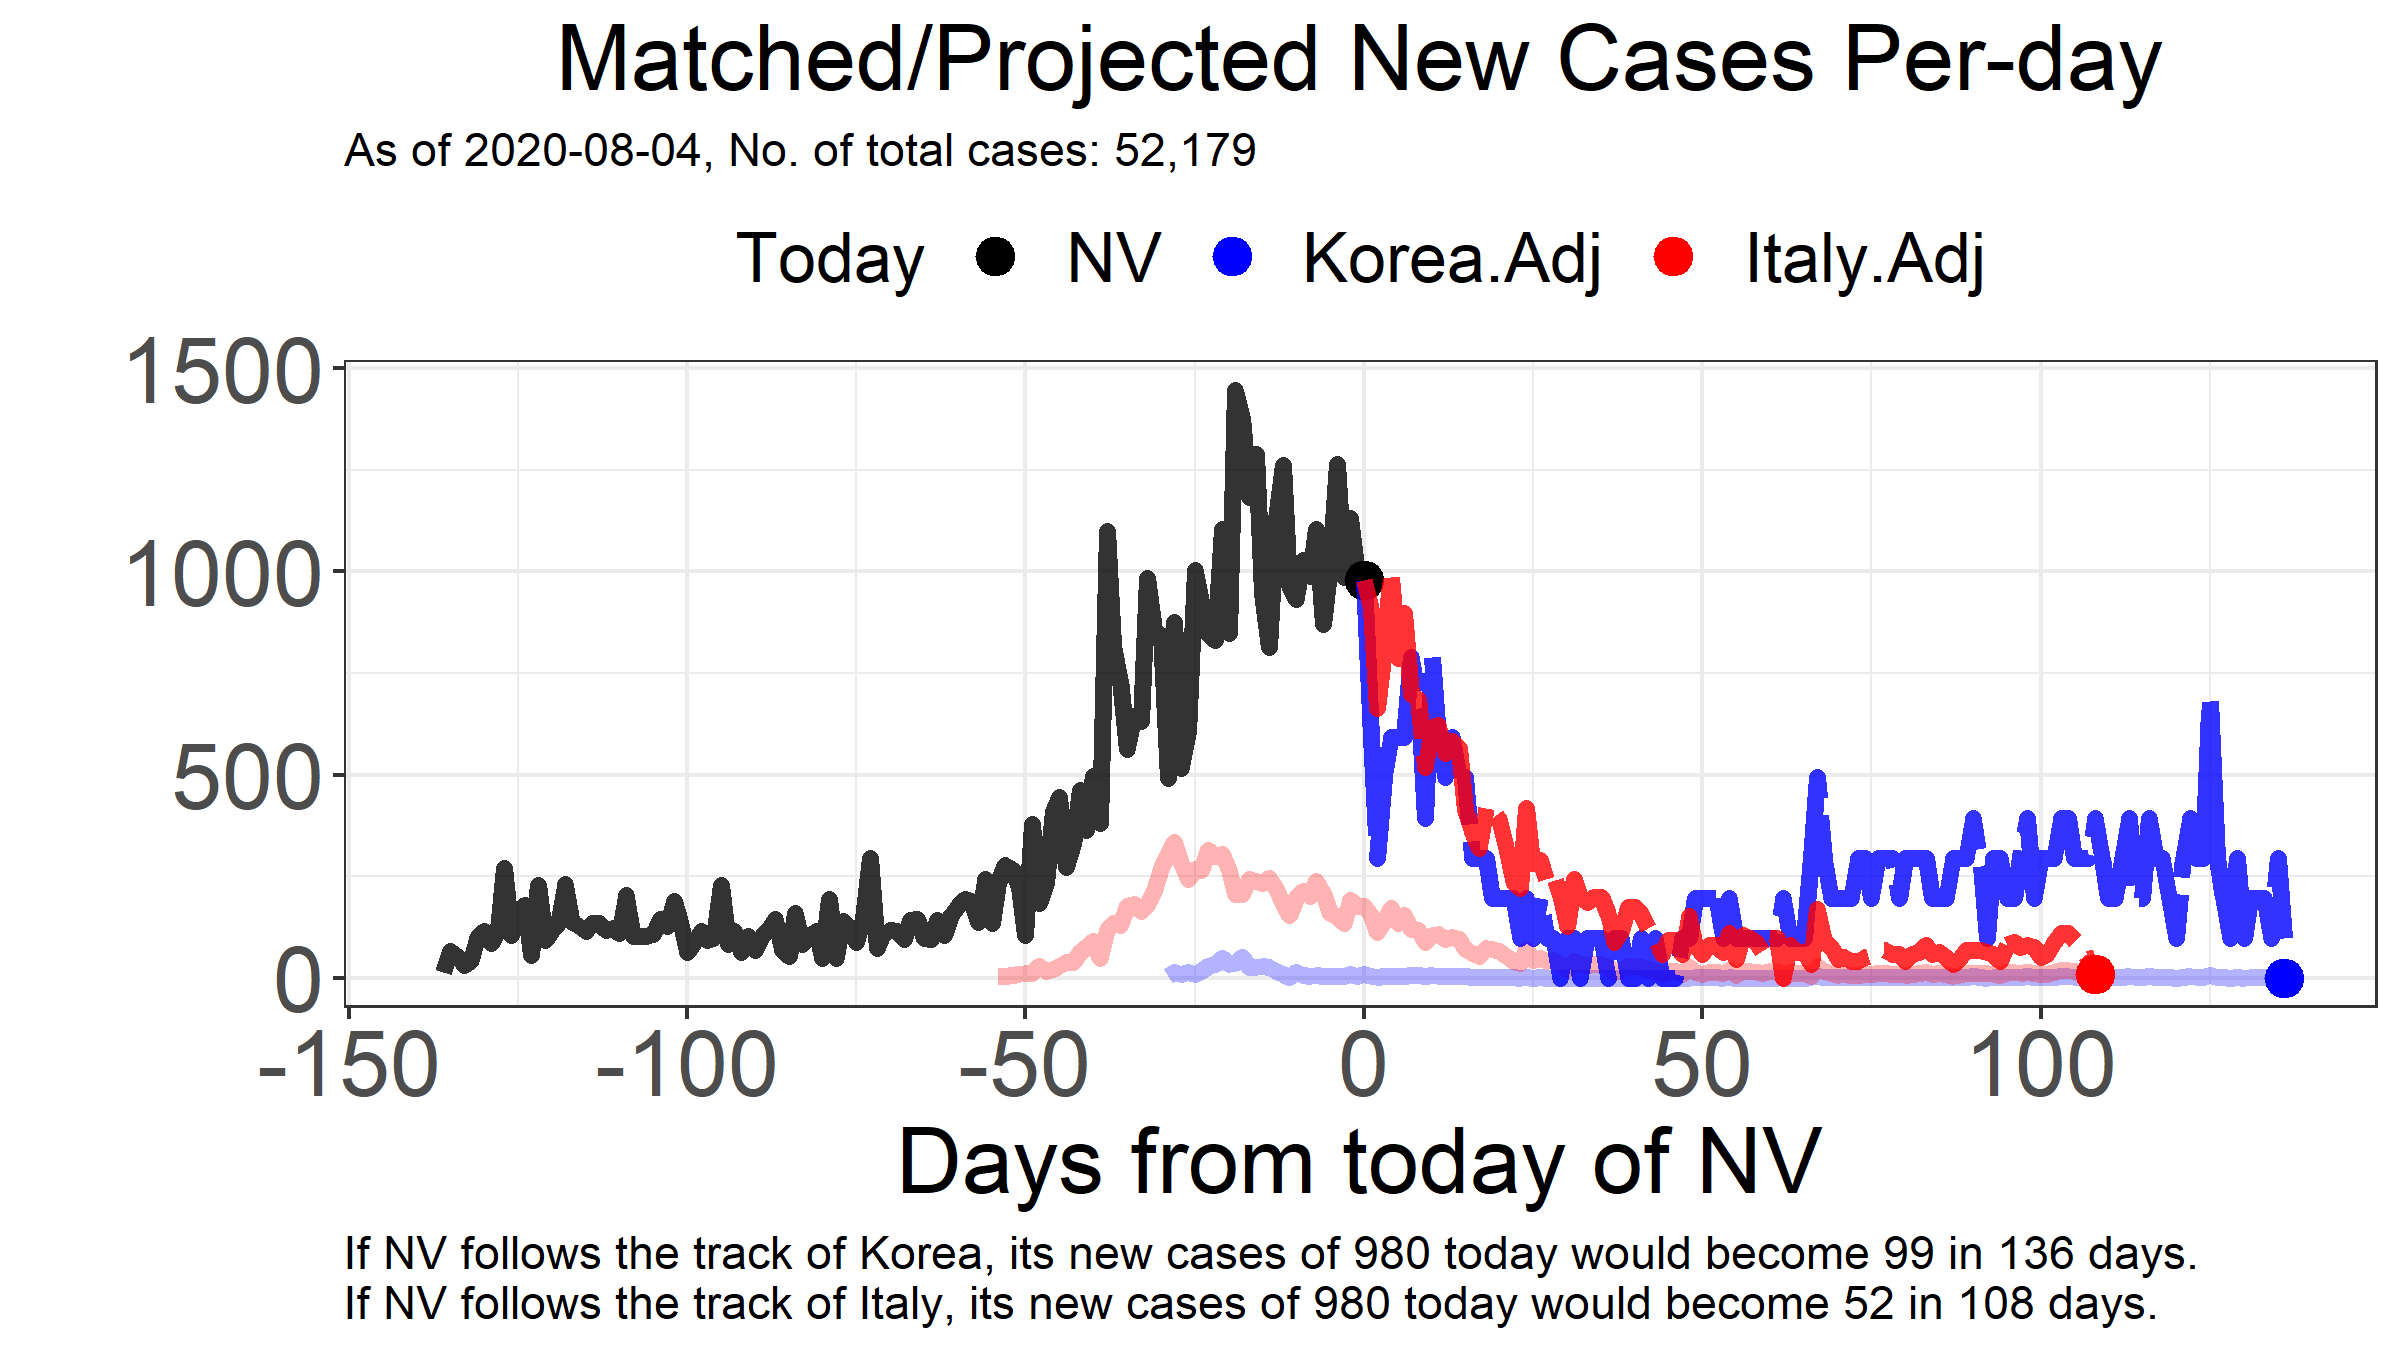 Matched/Projected New Cases Per-day
As of 2020-08-04, No. of total cases: 52,179
Today NV Korea.Adj Italy.Adj
1500
1000
500
0
-150 -100 -50 0 50 100
Days from today of NV
If NV follows the track of Korea, its new cases of 980 today would become 99 in 136 days.
If NV follows the track of Italy, its new cases of 980 today would become 52 in 108 days.